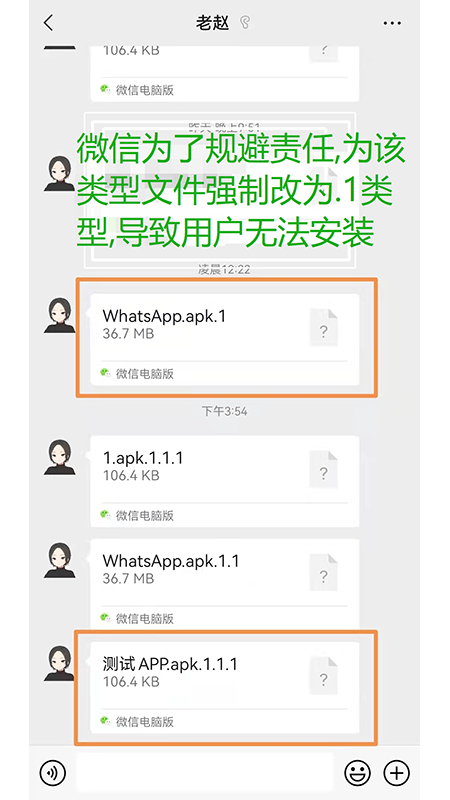 老赵
106.4 KB
?
微信电脑版
昨天 晚上9:51
微信为了规避责任,为该
类型文件强制改为.1类
型,导致用户无法安装
凌晨12:22
WhatsApp.apk.1
36.7 MB
?
微信电脑版
下午3:54
1.apk.1.1.1
106.4 KB
?
微信电脑版
WhatsApp.apk.1.1
36.7 MB
?
微信电脑版
测试APP.apk.1.1.1
106.4 KB
?
微信电脑版